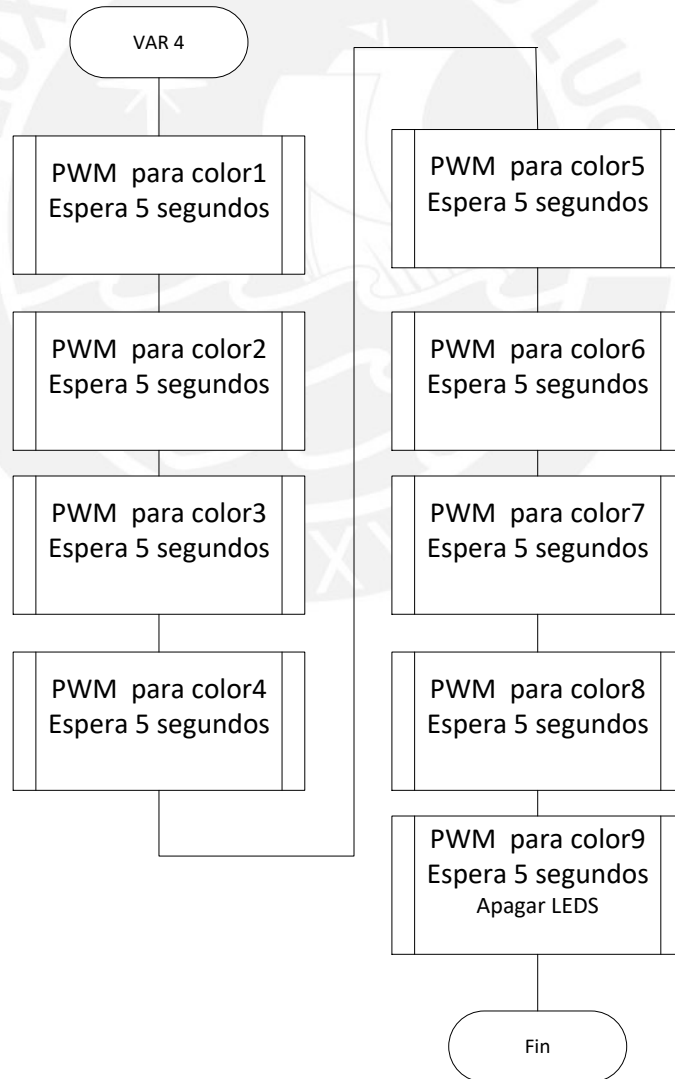 VAR 4
PWM para color1
Espera 5 segundos
PWM para color2
Espera 5 segundos
PWM para color3
Espera 5 segundos
PWM para color4
Espera 5 segundos
PWM para color5
Espera 5 segundos
PWM para color6
Espera 5 segundos
PWM para color7
Espera 5 segundos
PWM para color8
Espera 5 segundos
PWM para color9
Espera 5 segundos
Apagar LEDS
Fin